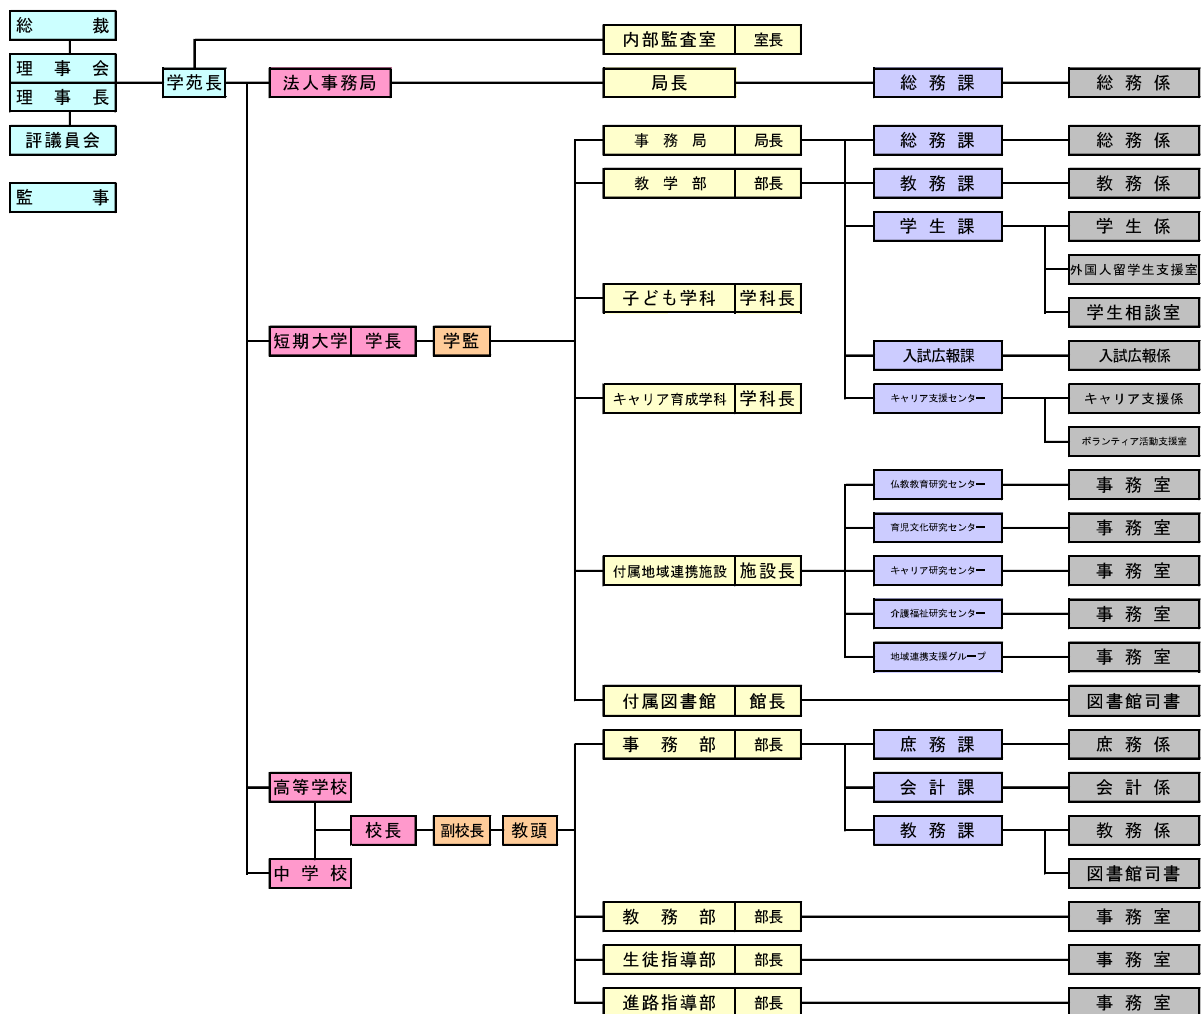 総裁
内部監査室 室長
理事会
理事長
学苑長 法人事務局 局長 総務課 総務係
評議員会 事務局 局長 総務課 総務係
監事 教学部 部長 教務課 教務係
学生課 学生係
外国人留学生支援室
子ども学科 学科長 学生相談室
短期大学 学長 学監 入試広報課 入試広報係
キャリア育成学科 学科長 キャリア支援センター キャリア支援係
ボランティア活動支援室
仏教教育研究センター 事務室
育児文化研究センター 事務室
付属地域連携施設 施設長 キャリア研究センター 事務室
介護福祉研究センター 事務室
地域連携支援グループ 事務室
付属図書館 館長 図書館司書
事務部 部長 庶務課 庶務係
高等学校 会計課 会計係
校長 副校長 教頭 教務課 教務係
中学校 図書館司書
教務部 部長 事務室
生徒指導部 部長 事務室
進路指導部 部長 事務室